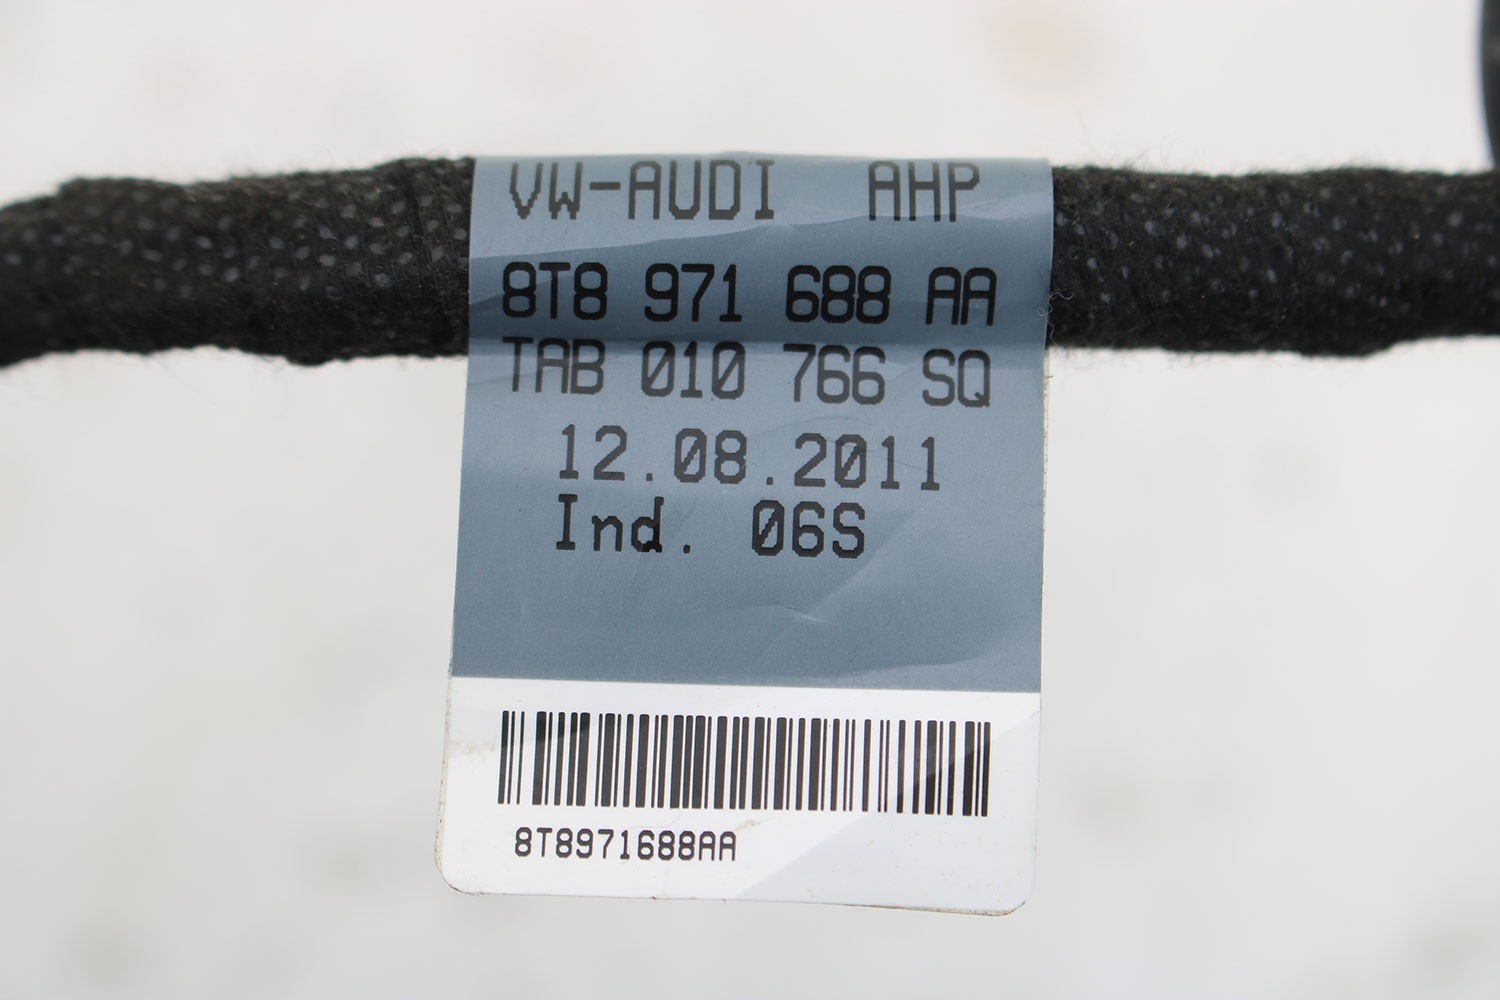 VW-AUDI AHP
8T8 971 688 AA
TAB 010 766 SQ
12.08.2011
Ind. 06S
8T8971688AA